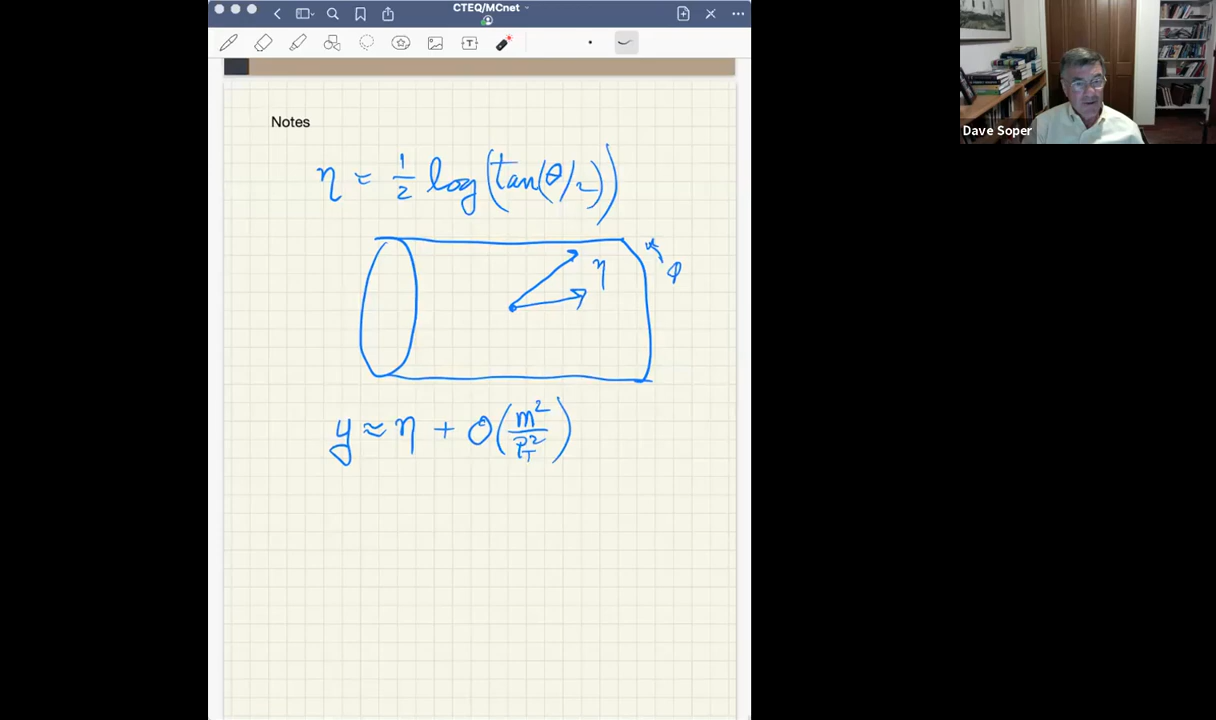 CTEQ/MCnet
Dave Soper
Notes
η = 1/2 log(tan(θ/2))
η
φ
y ≈ η + O(m²/P_T²)